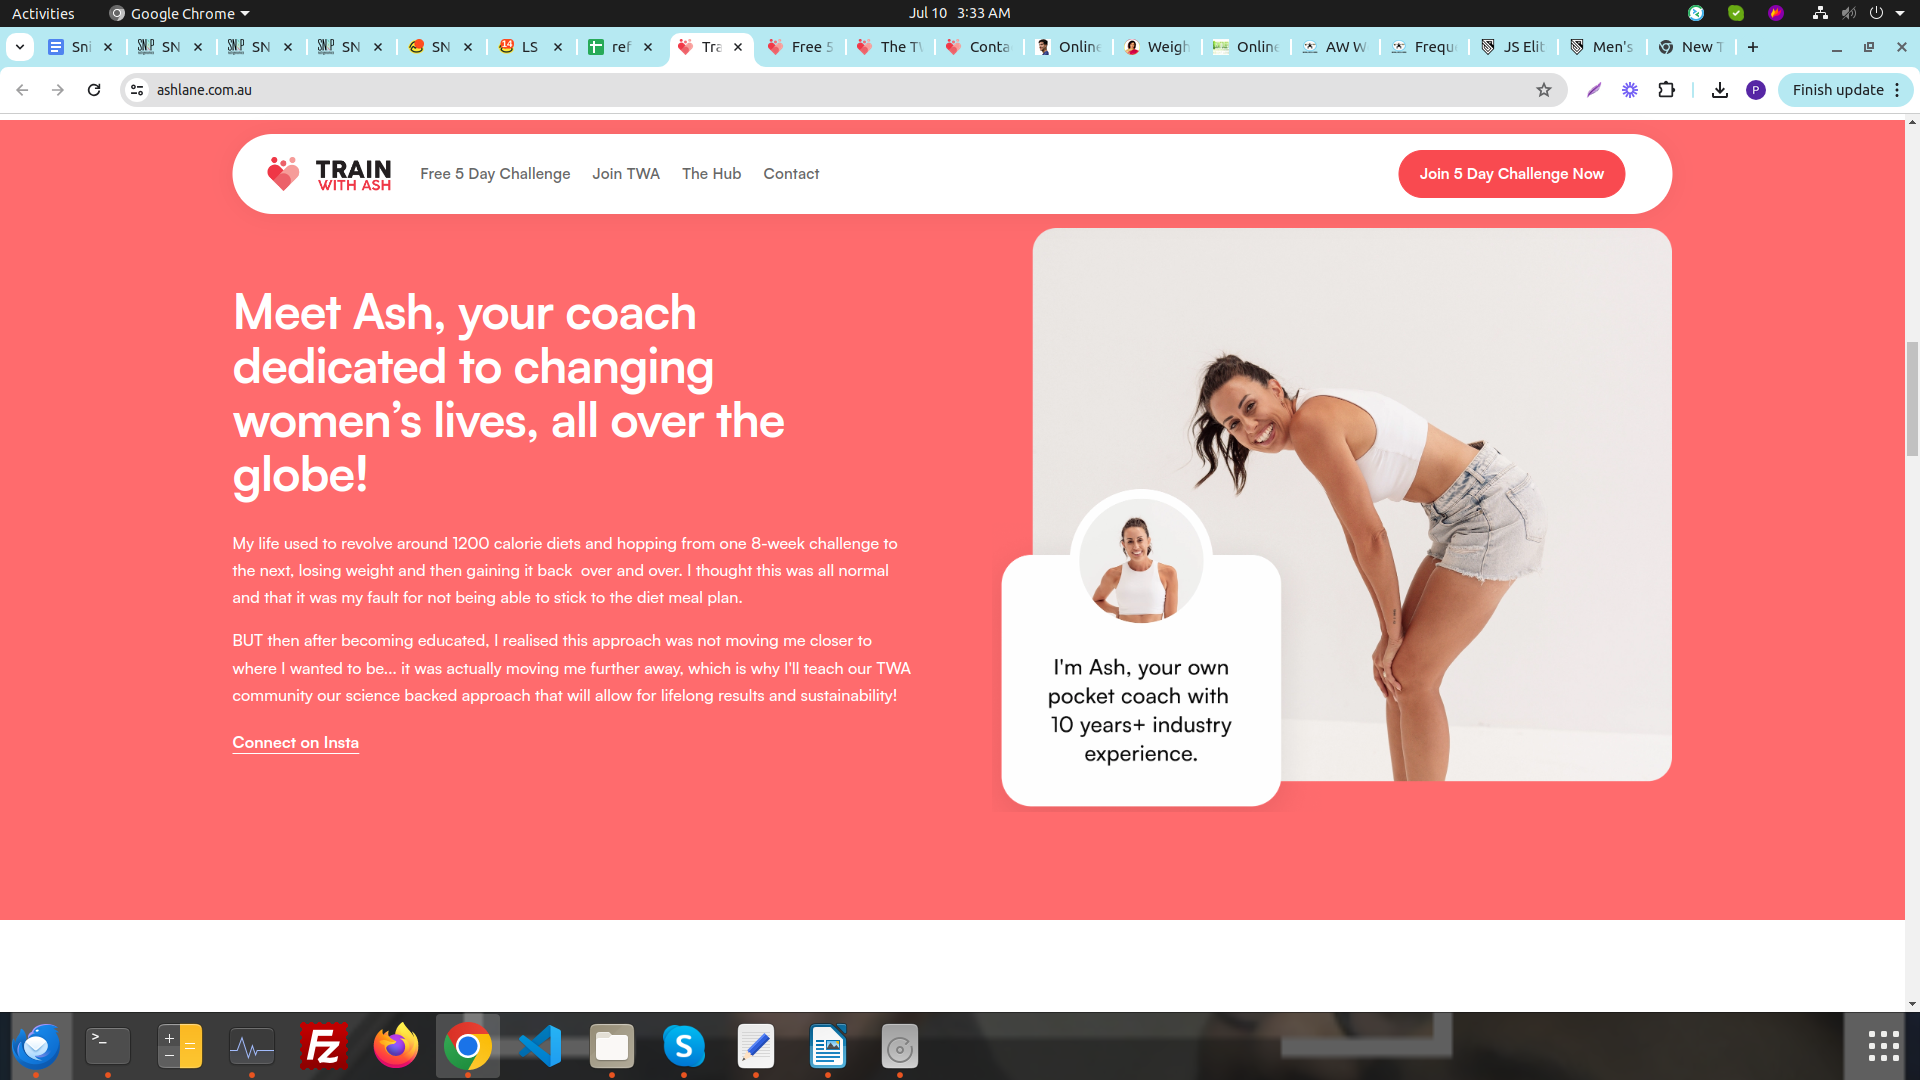 Activities
Google Chrome
Jul 10 3:33 AM
Sni
SN
SN
SN
SN
LS
ref
Tra
Free 5
The TW
Conta
Online
Weigh
Online
AW W
Frequ
JS Elit
Men's
New T
ashlane.com.au
P
Finish update
TRAIN
WITH ASH
Free 5 Day Challenge
Join TWA
The Hub
Contact
Join 5 Day Challenge Now
Meet Ash, your coach
dedicated to changing
women’s lives, all over the
globe!
My life used to revolve around 1200 calorie diets and hopping from one 8-week challenge to
the next, losing weight and then gaining it back over and over. I thought this was all normal
and that it was my fault for not being able to stick to the diet meal plan.
BUT then after becoming educated, I realised this approach was not moving me closer to
where I wanted to be... it was actually moving me further away, which is why I'll teach our TWA
community our science backed approach that will allow for lifelong results and sustainability!
Connect on Insta
I'm Ash, your own
pocket coach with
10 years+ industry
experience.